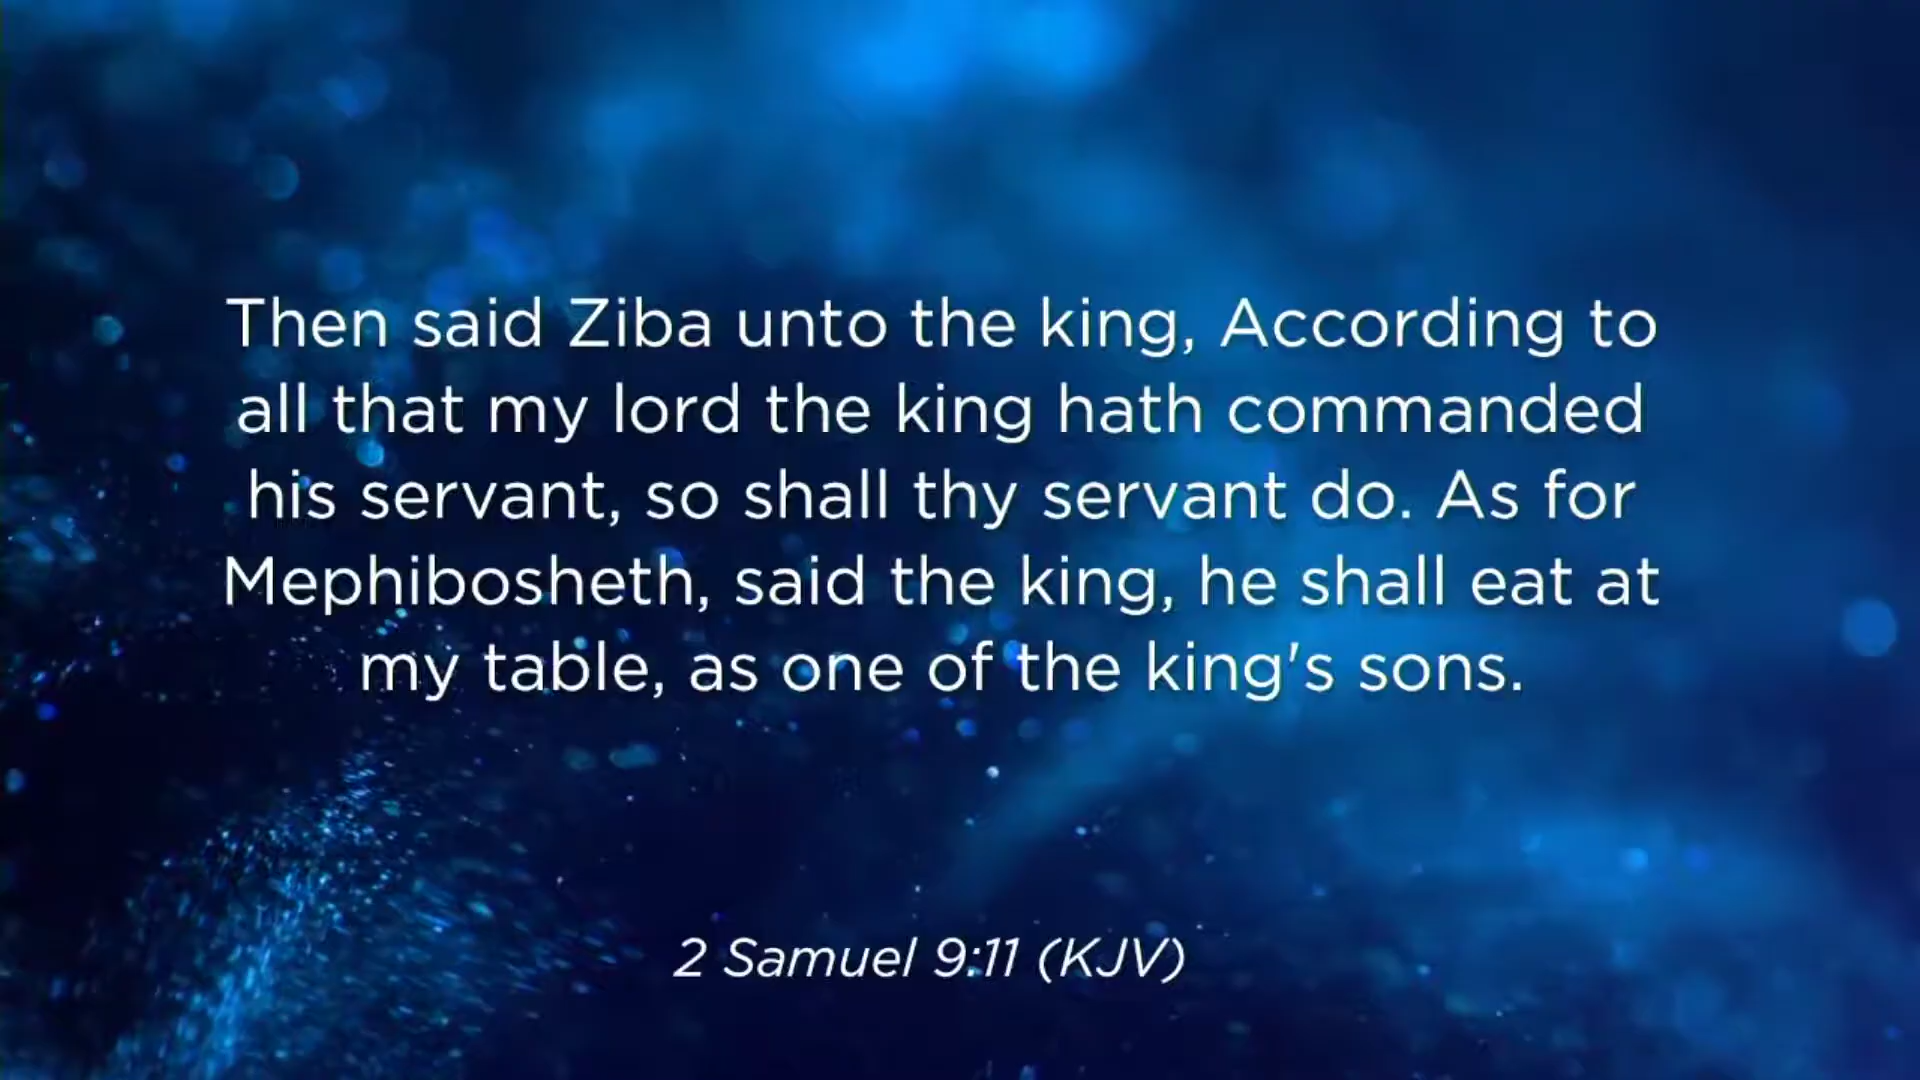 Then said Ziba unto the king, According to
all that my lord the king hath commanded
his servant, so shall thy servant do. As for
Mephibosheth, said the king, he shall eat at
my table, as one of the king's sons.
2 Samuel 9:11 (KJV)